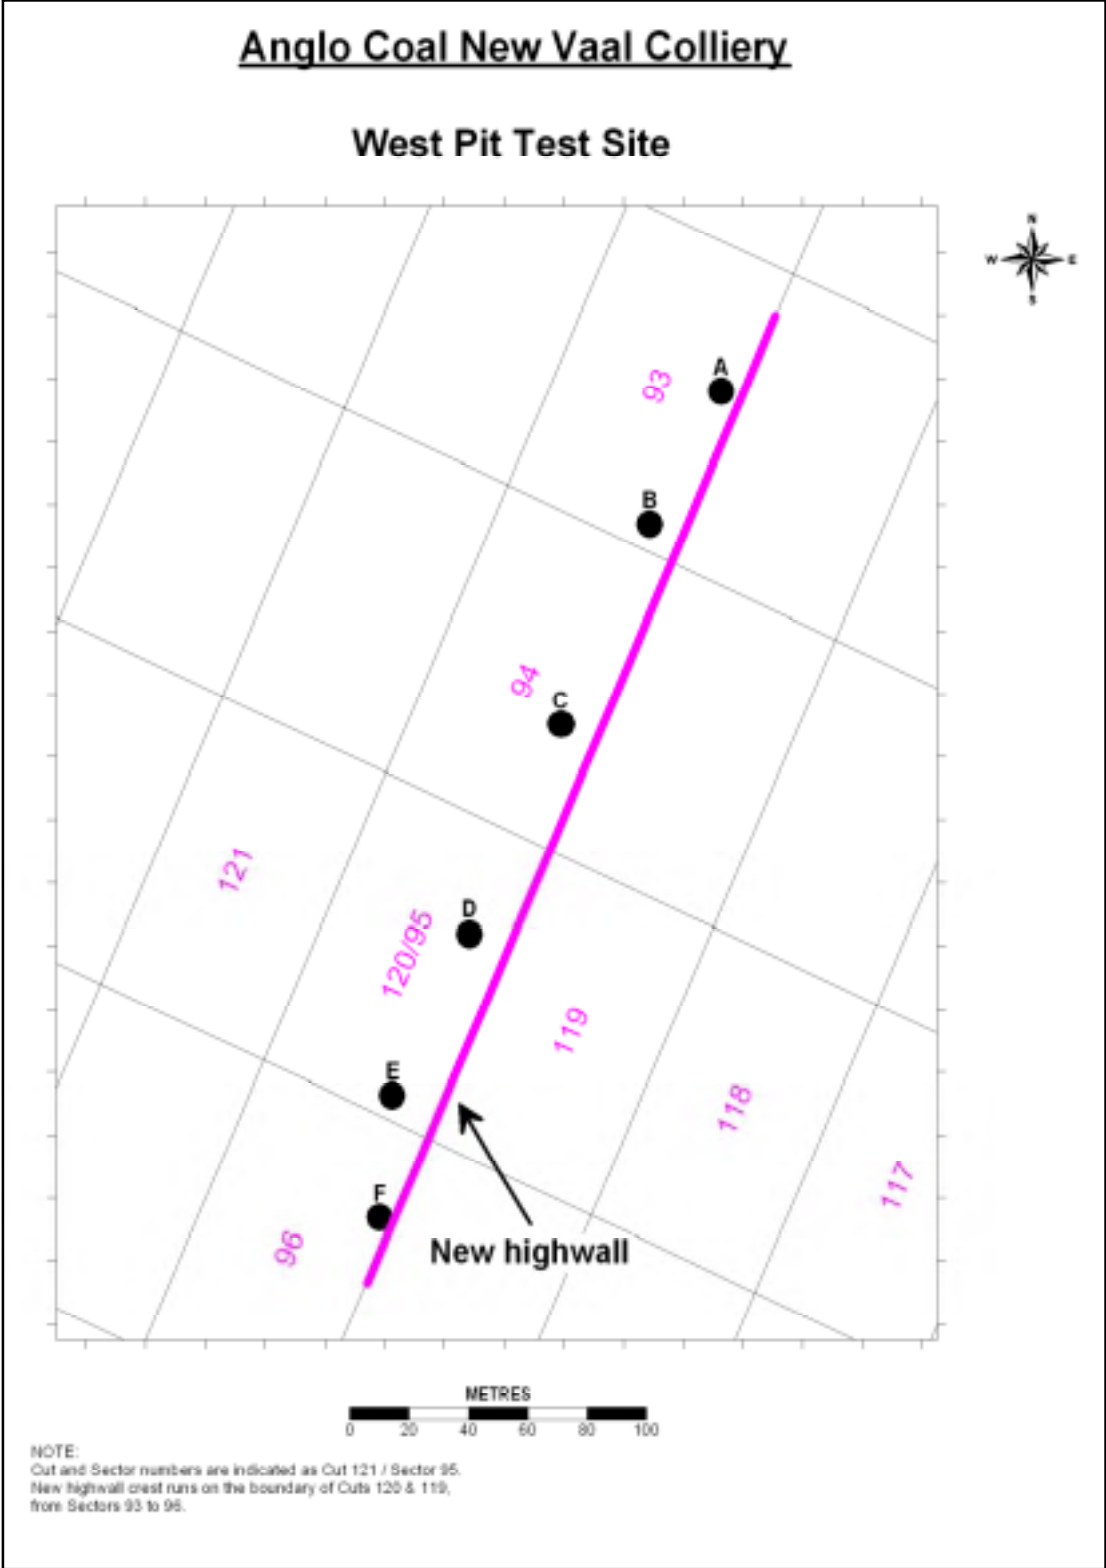 Anglo Coal New Vaal Colliery
West Pit Test Site
N
W E
S
A
93
B
94
C
121
D
120/95
119
E
118
117
F
96
New highwall
METRES
0 20 40 60 80 100
NOTE:
Cut and Sector numbers are indicated as Cut 121 / Sector 95.
New highwall crest runs on the boundary of Cuts 120 & 119,
from Sectors 93 to 96.